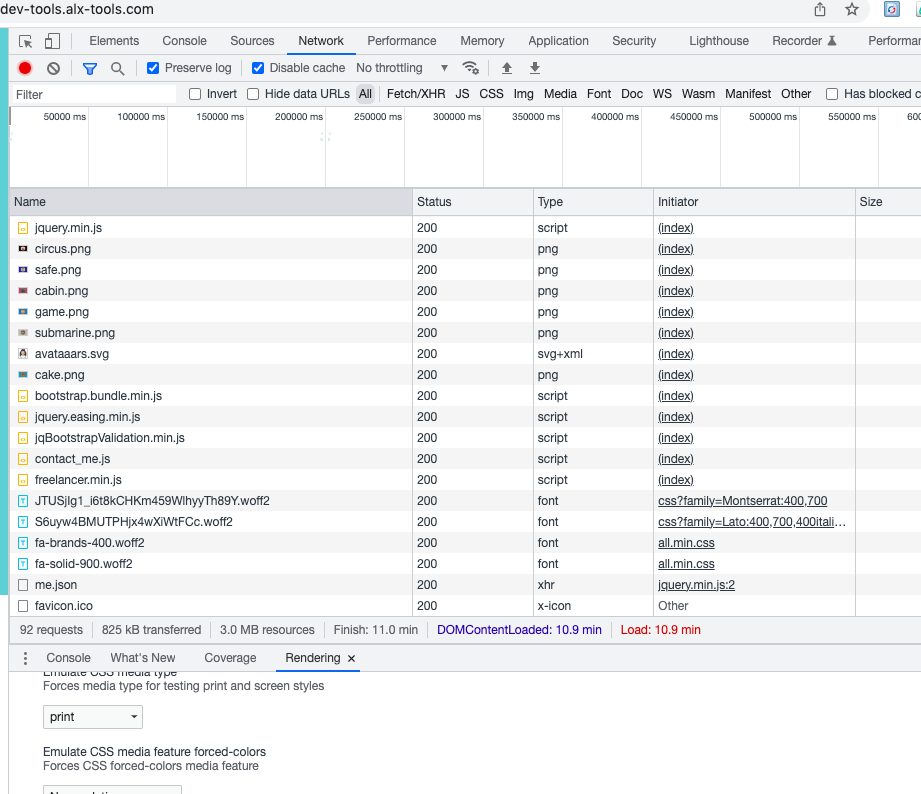 dev-tools.alx-tools.com
Elements Console Sources Network Performance Memory Application Security Lighthouse Recorder Performan
Preserve log Disable cache No throttling
Filter Invert Hide data URLs All Fetch/XHR JS CSS Img Media Font Doc WS Wasm Manifest Other Has blocked c
50000 ms 100000 ms 150000 ms 200000 ms 250000 ms 300000 ms 350000 ms 400000 ms 450000 ms 500000 ms 550000 ms 600
Name Status Type Initiator Size
jquery.min.js 200 script (index)
circus.png 200 png (index)
safe.png 200 png (index)
cabin.png 200 png (index)
game.png 200 png (index)
submarine.png 200 png (index)
avataaars.svg 200 svg+xml (index)
cake.png 200 png (index)
bootstrap.bundle.min.js 200 script (index)
jquery.easing.min.js 200 script (index)
jqBootstrapValidation.min.js 200 script (index)
contact_me.js 200 script (index)
freelancer.min.js 200 script (index)
JTUSjIg1_i6t8kCHKm459WlhyyTh89Y.woff2 200 font css?family=Montserrat:400,700
S6uyw4BMUTPHjx4wXiWtFCc.woff2 200 font css?family=Lato:400,700,400itali…
fa-brands-400.woff2 200 font all.min.css
fa-solid-900.woff2 200 font all.min.css
me.json 200 xhr jquery.min.js:2
favicon.ico 200 x-icon Other
92 requests 825 kB transferred 3.0 MB resources Finish: 11.0 min DOMContentLoaded: 10.9 min Load: 10.9 min
Console What's New Coverage Rendering
Emulate CSS media type
Forces media type for testing print and screen styles
print
Emulate CSS media feature forced-colors
Forces CSS forced-colors media feature